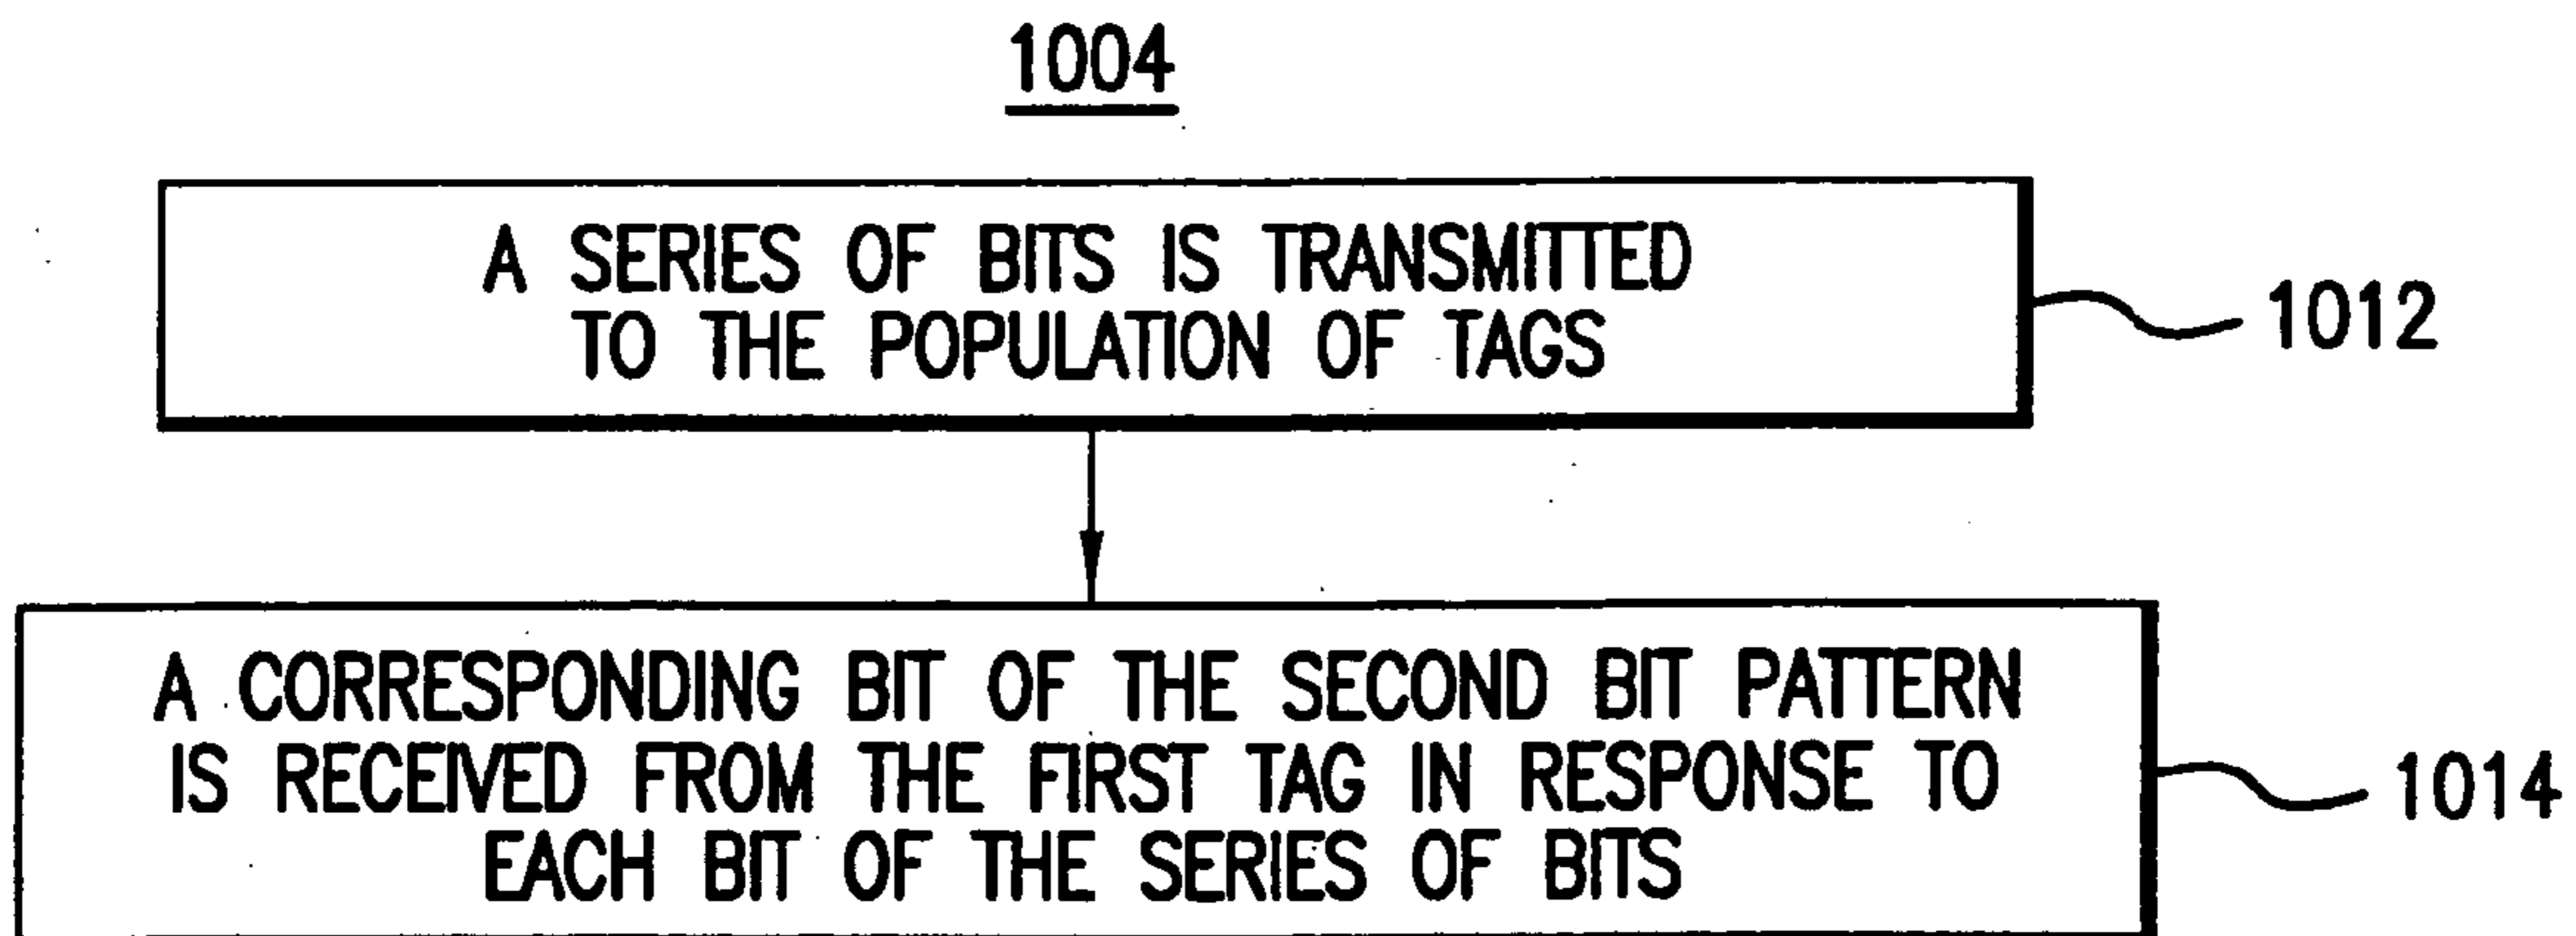 1004
A SERIES OF BITS IS TRANSMITTED
TO THE POPULATION OF TAGS
1012
A CORRESPONDING BIT OF THE SECOND BIT PATTERN
IS RECEIVED FROM THE FIRST TAG IN RESPONSE TO
EACH BIT OF THE SERIES OF BITS
1014